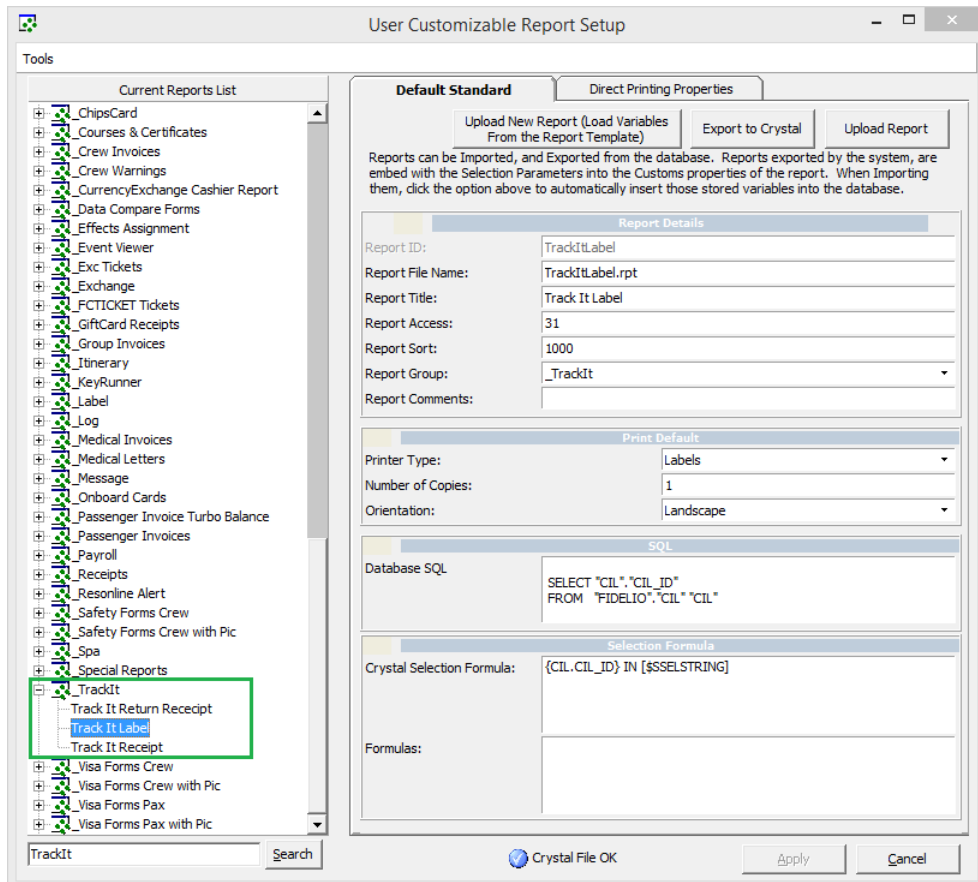 User Customizable Report Setup
Tools
Current Reports List
_ChipsCard
_Courses & Certificates
_Crew Invoices
_Crew Warnings
_CurrencyExchange Cashier Report
_Data Compare Forms
_Effects Assignment
_Event Viewer
_Exc Tickets
_Exchange
_FCTICKET Tickets
_GiftCard Receipts
_Group Invoices
_Itinerary
_KeyRunner
_Label
_Log
_Medical Invoices
_Medical Letters
_Message
_Onboard Cards
_Passenger Invoice Turbo Balance
_Passenger Invoices
_Payroll
_Receipts
_Resonline Alert
_Safety Forms Crew
_Safety Forms Crew with Pic
_Spa
_Special Reports
_TrackIt
Track It Return Rececipt
Track It Label
Track It Receipt
_Visa Forms Crew
_Visa Forms Crew with Pic
_Visa Forms Pax
_Visa Forms Pax with Pic
TrackIt
Search
Default Standard
Direct Printing Properties
Upload New Report (Load Variables
From the Report Template)
Export to Crystal
Upload Report
Reports can be Imported, and Exported from the database. Reports exported by the system, are
embed with the Selection Parameters into the Customs properties of the report. When Importing
them, click the option above to automatically insert those stored variables into the database.
Report Details
Report ID: TrackItLabel
Report File Name: TrackItLabel.rpt
Report Title: Track It Label
Report Access: 31
Report Sort: 1000
Report Group: _TrackIt
Report Comments:
Print Default
Printer Type: Labels
Number of Copies: 1
Orientation: Landscape
SQL
Database SQL
SELECT "CIL"."CIL_ID"
FROM "FIDELIO"."CIL" "CIL"
Selection Formula
Crystal Selection Formula: {CIL.CIL_ID} IN [$SSELSTRING]
Formulas:
Crystal File OK
Apply
Cancel